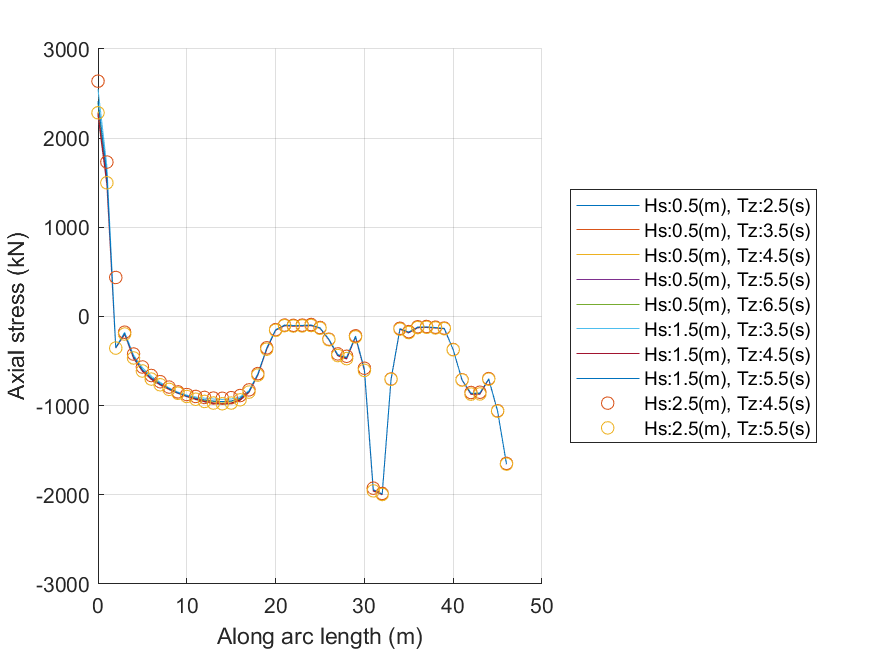 3000
2000
1000
0
-1000
-2000
-3000
Axial stress (kN)
0 10 20 30 40 50
Along arc length (m)
Hs:0.5(m), Tz:2.5(s)
Hs:0.5(m), Tz:3.5(s)
Hs:0.5(m), Tz:4.5(s)
Hs:0.5(m), Tz:5.5(s)
Hs:0.5(m), Tz:6.5(s)
Hs:1.5(m), Tz:3.5(s)
Hs:1.5(m), Tz:4.5(s)
Hs:1.5(m), Tz:5.5(s)
Hs:2.5(m), Tz:4.5(s)
Hs:2.5(m), Tz:5.5(s)